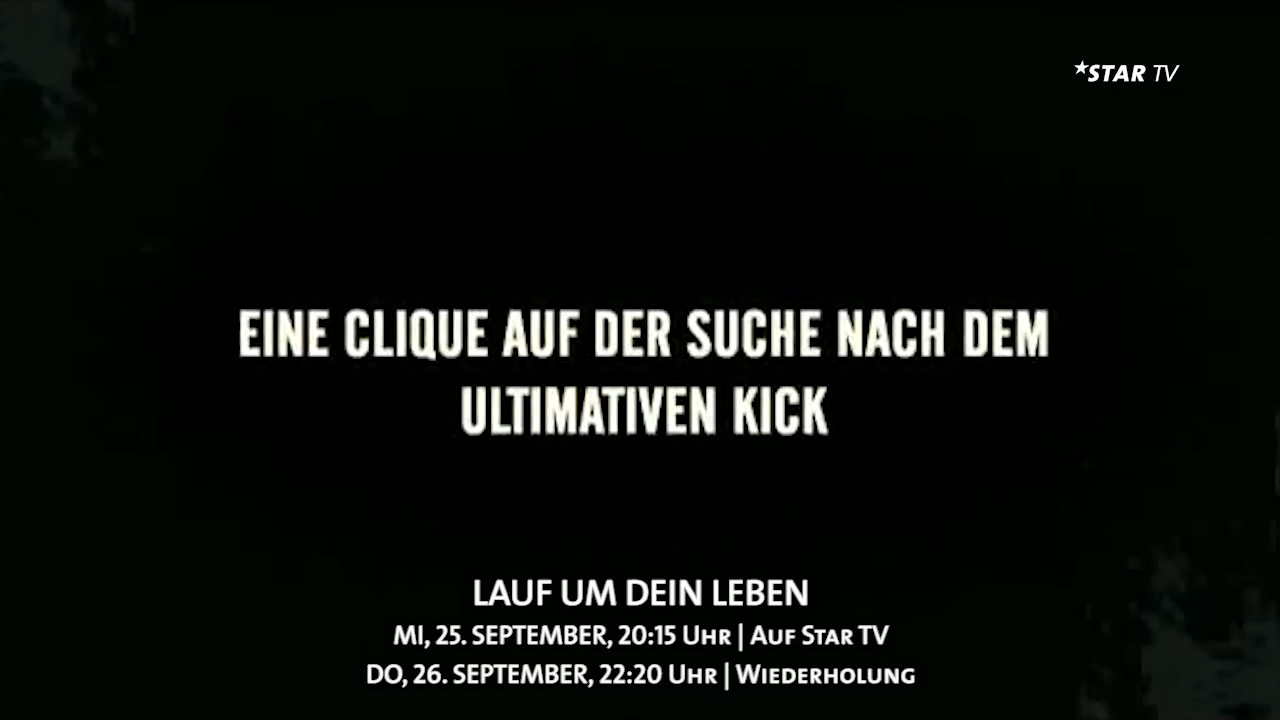 *STAR TV
EINE CLIQUE AUF DER SUCHE NACH DEM
ULTIMATIVEN KICK
LAUF UM DEIN LEBEN
MI, 25. SEPTEMBER, 20:15 UHR | AUF STAR TV
DO, 26. SEPTEMBER, 22:20 UHR | WIEDERHOLUNG